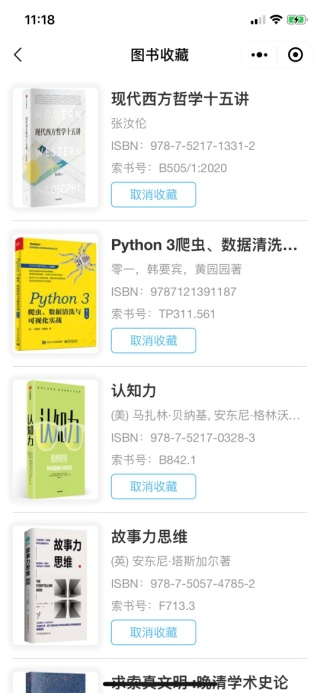 11:18
图书收藏
MODERN
现代西方哲学十五讲
WESTERN
PHILOSOPHY
现代西方哲学十五讲
张汝伦
ISBN：978-7-5217-1331-2
索书号：B505/1:2020
取消收藏
Python 3
爬虫、数据清洗与
可视化实战
Python 3爬虫、数据清洗...
零一，韩要宾，黄园园著
ISBN：9787121391187
索书号：TP311.561
取消收藏
认知力
认知力
认知力
(美) 马扎林·贝纳基, 安东尼·格林沃...
ISBN：978-7-5217-0328-3
索书号：B842.1
取消收藏
故事力
思维
故事力思维
(英) 安东尼·塔斯加尔著
ISBN：978-7-5057-4785-2
索书号：F713.3
取消收藏
求索真文明 :晚清学术史论